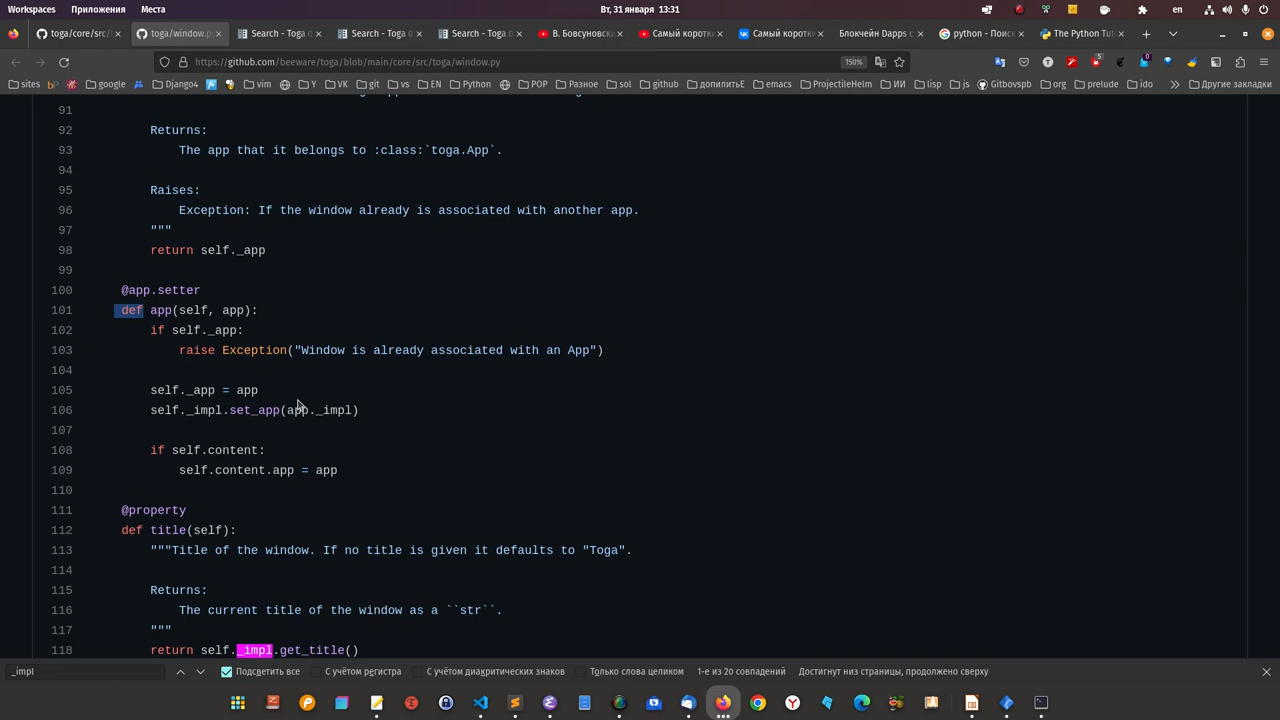 Workspaces Приложения Места Вт, 31 января 13:31 en
toga/core/src/ toga/window.p Search - Toga 0 Search - Toga 0 Search - Toga 0 В. Бовсуновски Самый коротки Самый коротк Блокчейн Dapps с python - Поиск The Python Tut
https://github.com/beeware/toga/blob/main/core/src/toga/window.py 150%
sites google Django4 vim Y VK git vs EN Python POP Разное sol github допилитьЕ emacs ProjectileHelm ИИ lisp js Gitbovspb org prelude ido Другие закладки
91
92 Returns:
93 The app that it belongs to :class:`toga.App`.
94
95 Raises:
96 Exception: If the window already is associated with another app.
97 """
98 return self._app
99
100 @app.setter
101 def app(self, app):
102 if self._app:
103 raise Exception("Window is already associated with an App")
104
105 self._app = app
106 self._impl.set_app(app._impl)
107
108 if self.content:
109 self.content.app = app
110
111 @property
112 def title(self):
113 """Title of the window. If no title is given it defaults to "Toga".
114
115 Returns:
116 The current title of the window as a ``str``.
117 """
118 return self._impl.get_title()
_impl Подсветить все С учётом регистра С учётом диакритических знаков Только слова целиком 1-е из 20 совпадений Достигнут низ страницы, продолжено сверху